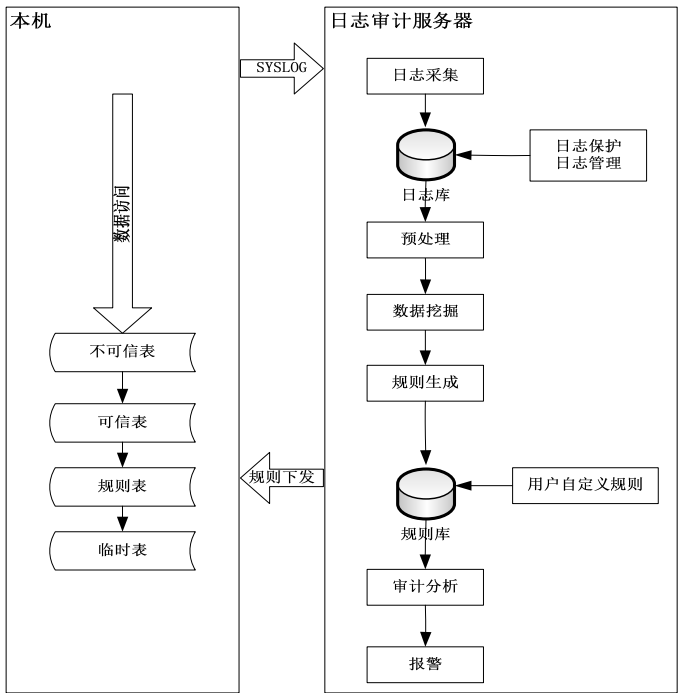 本机
数据访问
不可信表
可信表
规则表
临时表
SYSLOG
规则下发
日志审计服务器
日志采集
日志库
日志保护
日志管理
预处理
数据挖掘
规则生成
规则库
用户自定义规则
审计分析
报警